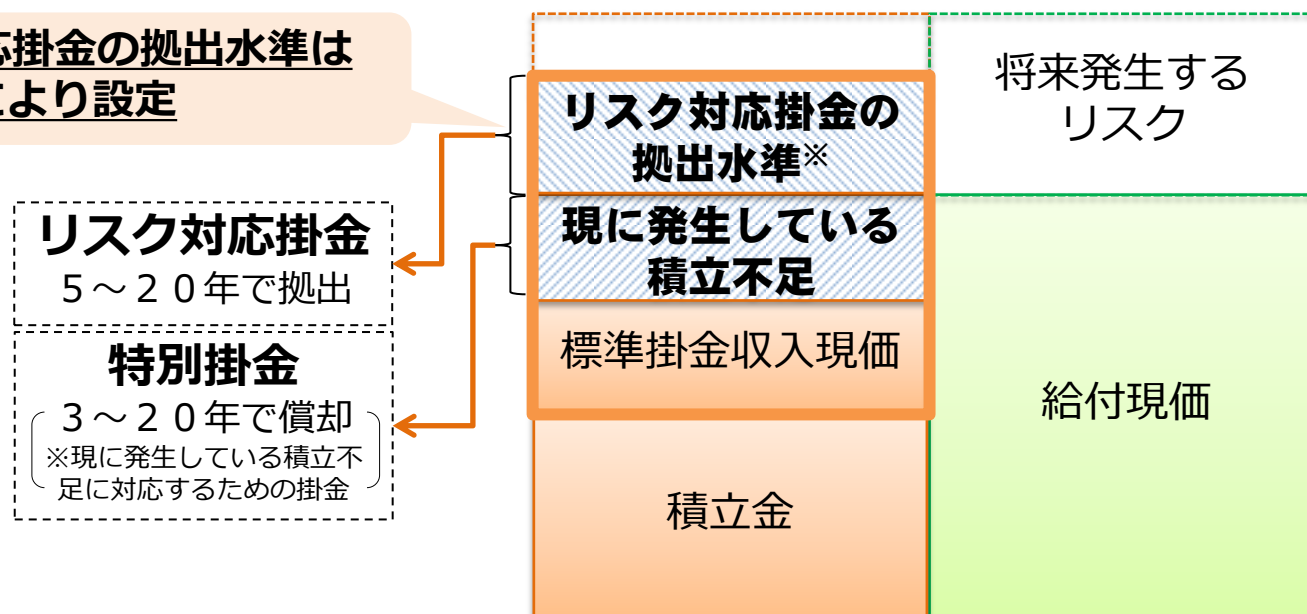 応掛金の拠出水準は
により設定
リスク対応掛金の
拠出水準※
将来発生する
リスク
リスク対応掛金
５～２０年で拠出
現に発生している
積立不足
特別掛金
３～２０年で償却
※現に発生している積立不
足に対応するための掛金
標準掛金収入現価
積立金
給付現価